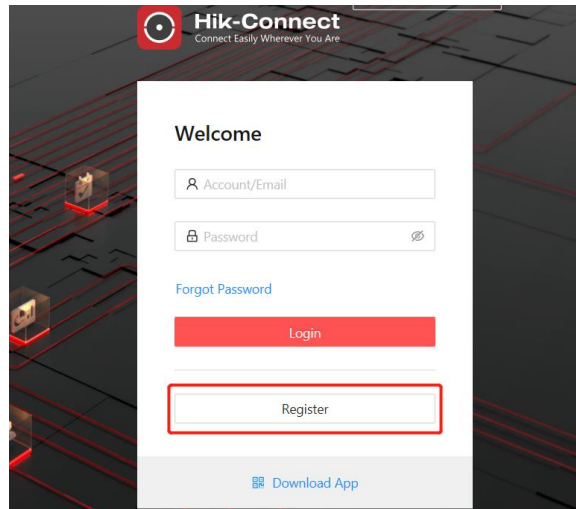 Hik-Connect
Connect Easily Wherever You Are
Welcome
Account/Email
Password
Forgot Password
Login
Register
Download App